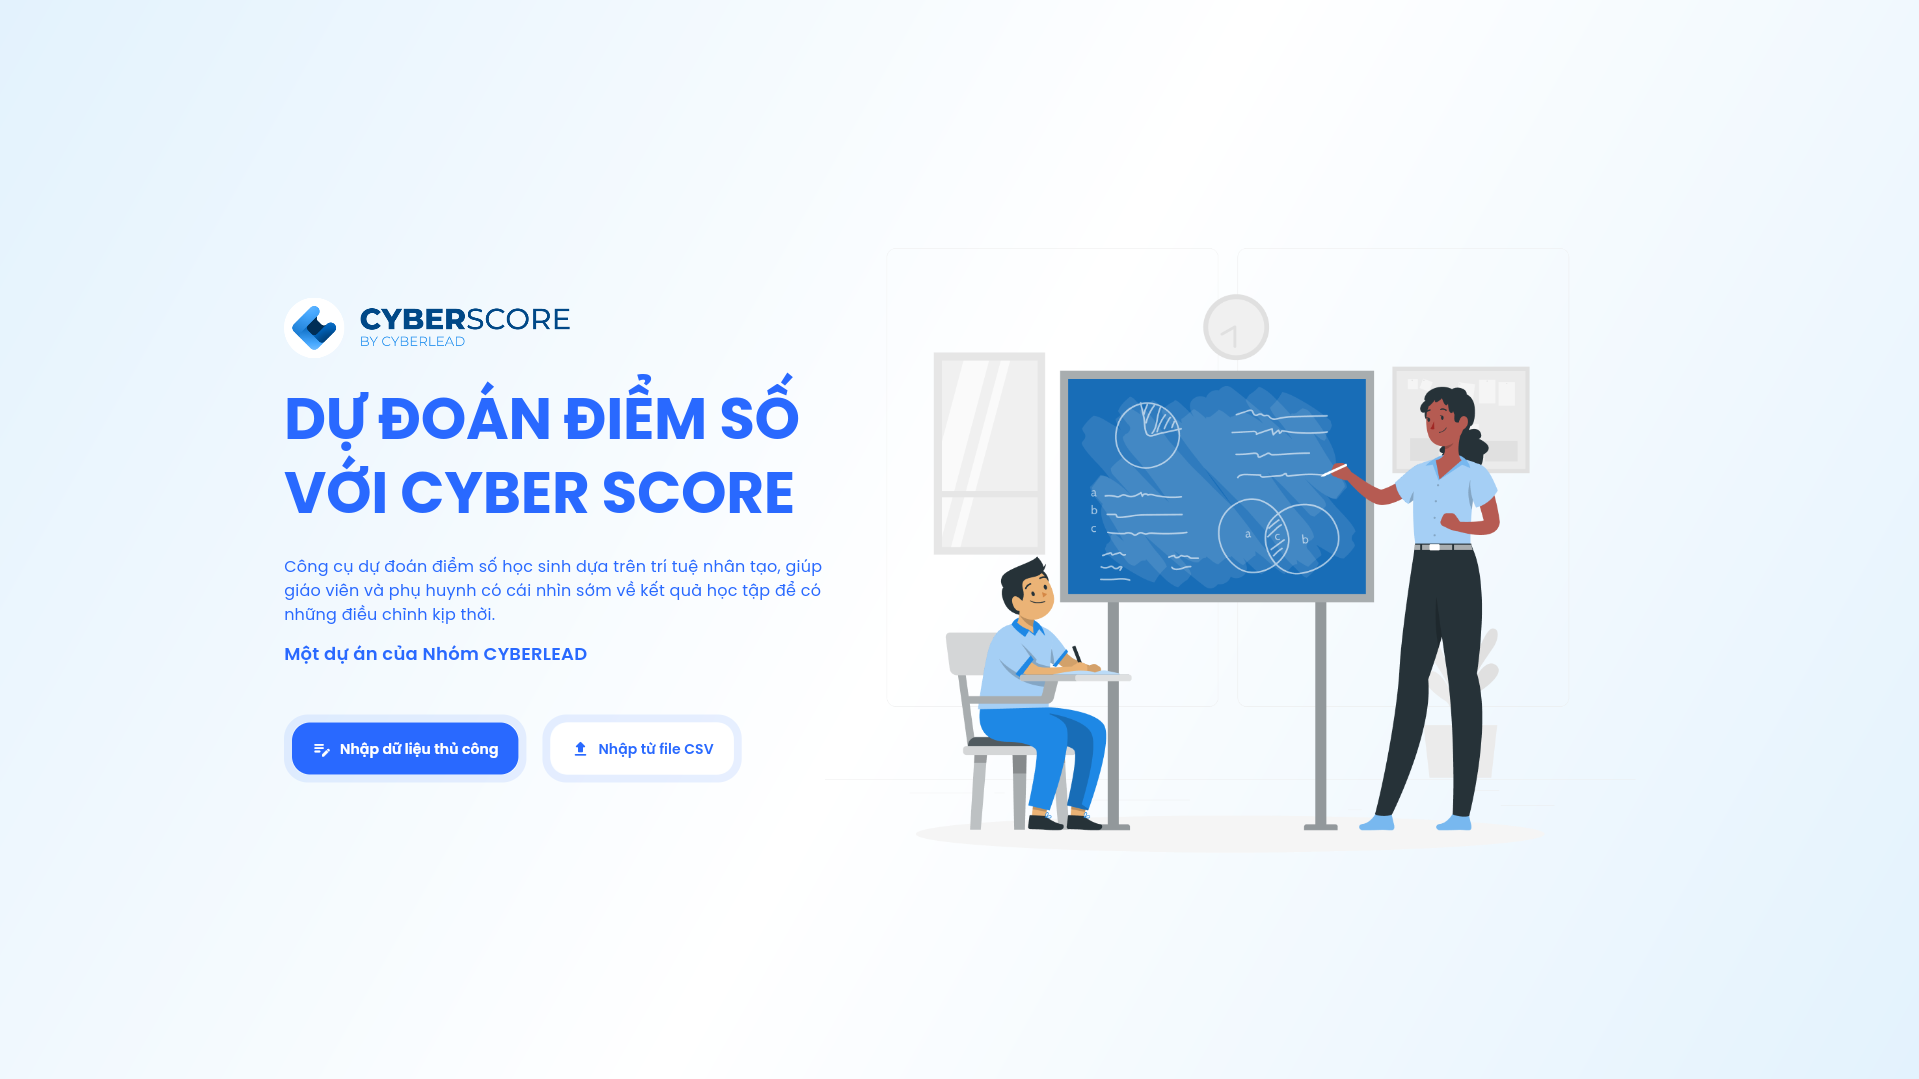 CYBERSCORE
BY CYBERLEAD
DỰ ĐOÁN ĐIỂM SỐ
VỚI CYBER SCORE
Công cụ dự đoán điểm số học sinh dựa trên trí tuệ nhân tạo, giúp
giáo viên và phụ huynh có cái nhìn sớm về kết quả học tập để có
những điều chỉnh kịp thời.
Một dự án của Nhóm CYBERLEAD
Nhập dữ liệu thủ công
Nhập từ file CSV
a
b
c
a
c
b